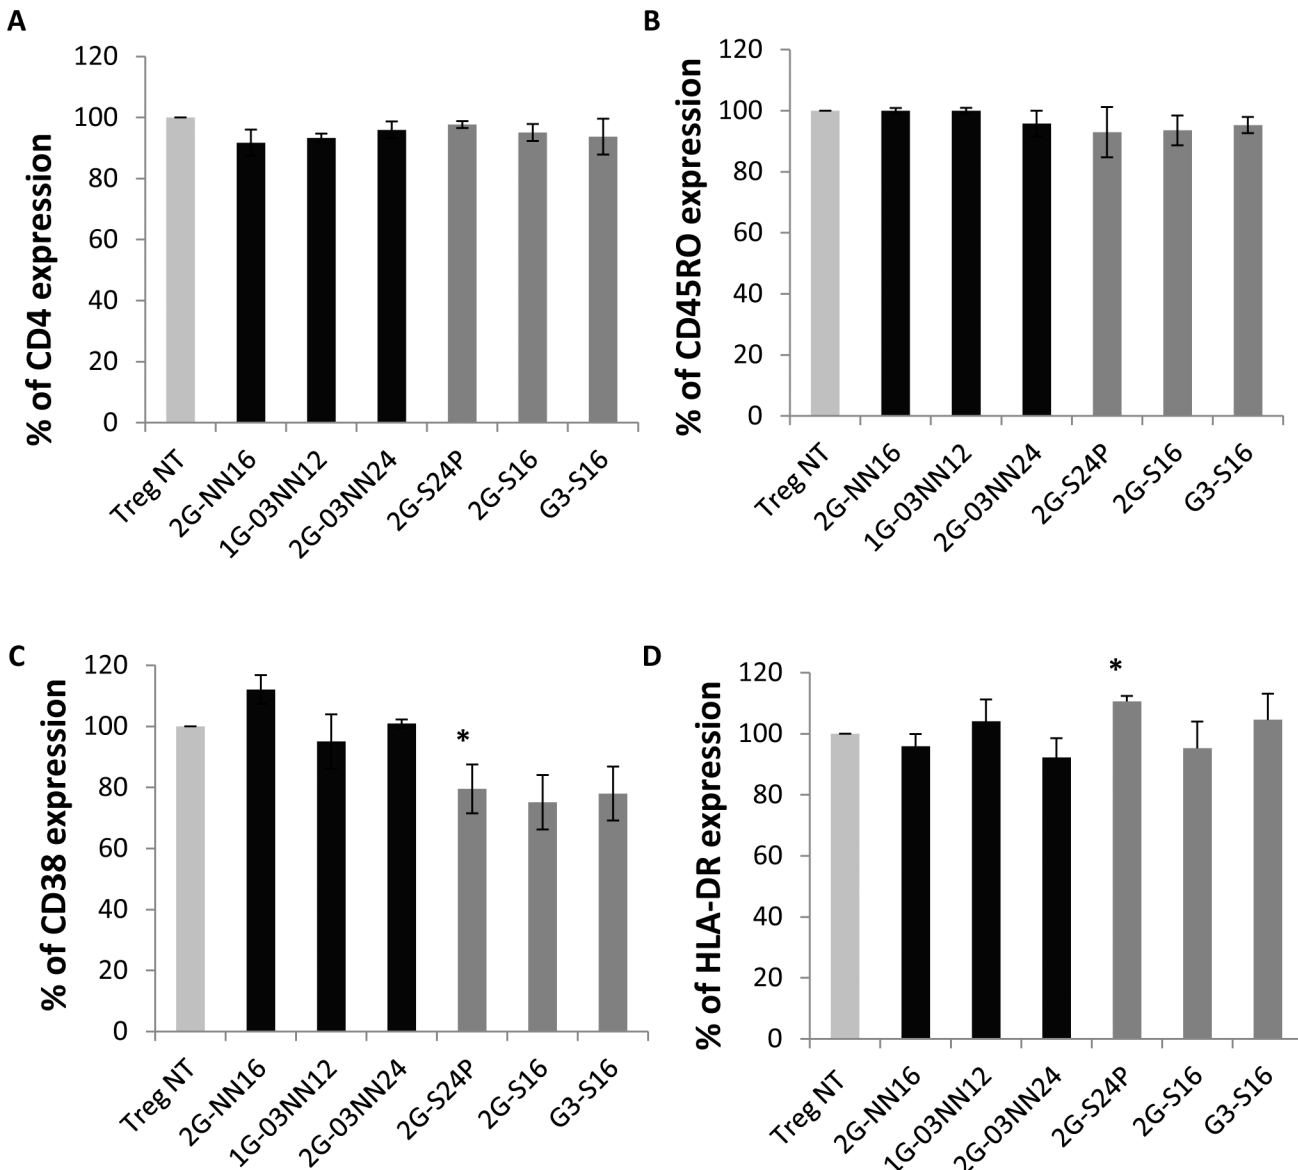 A
% of CD4 expression
120
100
80
60
40
20
0
Treg NT
2G-NN16
1G-03NN12
2G-03NN24
2G-S24P
2G-S16
G3-S16
B
% of CD45RO expression
120
100
80
60
40
20
0
Treg NT
2G-NN16
1G-03NN12
2G-03NN24
2G-S24P
2G-S16
G3-S16
C
% of CD38 expression
120
100
80
60
40
20
0
*
Treg NT
2G-NN16
1G-03NN12
2G-03NN24
2G-S24P
2G-S16
G3-S16
D
% of HLA-DR expression
120
100
80
60
40
20
0
*
Treg NT
2G-NN16
1G-03NN12
2G-03NN24
2G-S24P
2G-S16
G3-S16